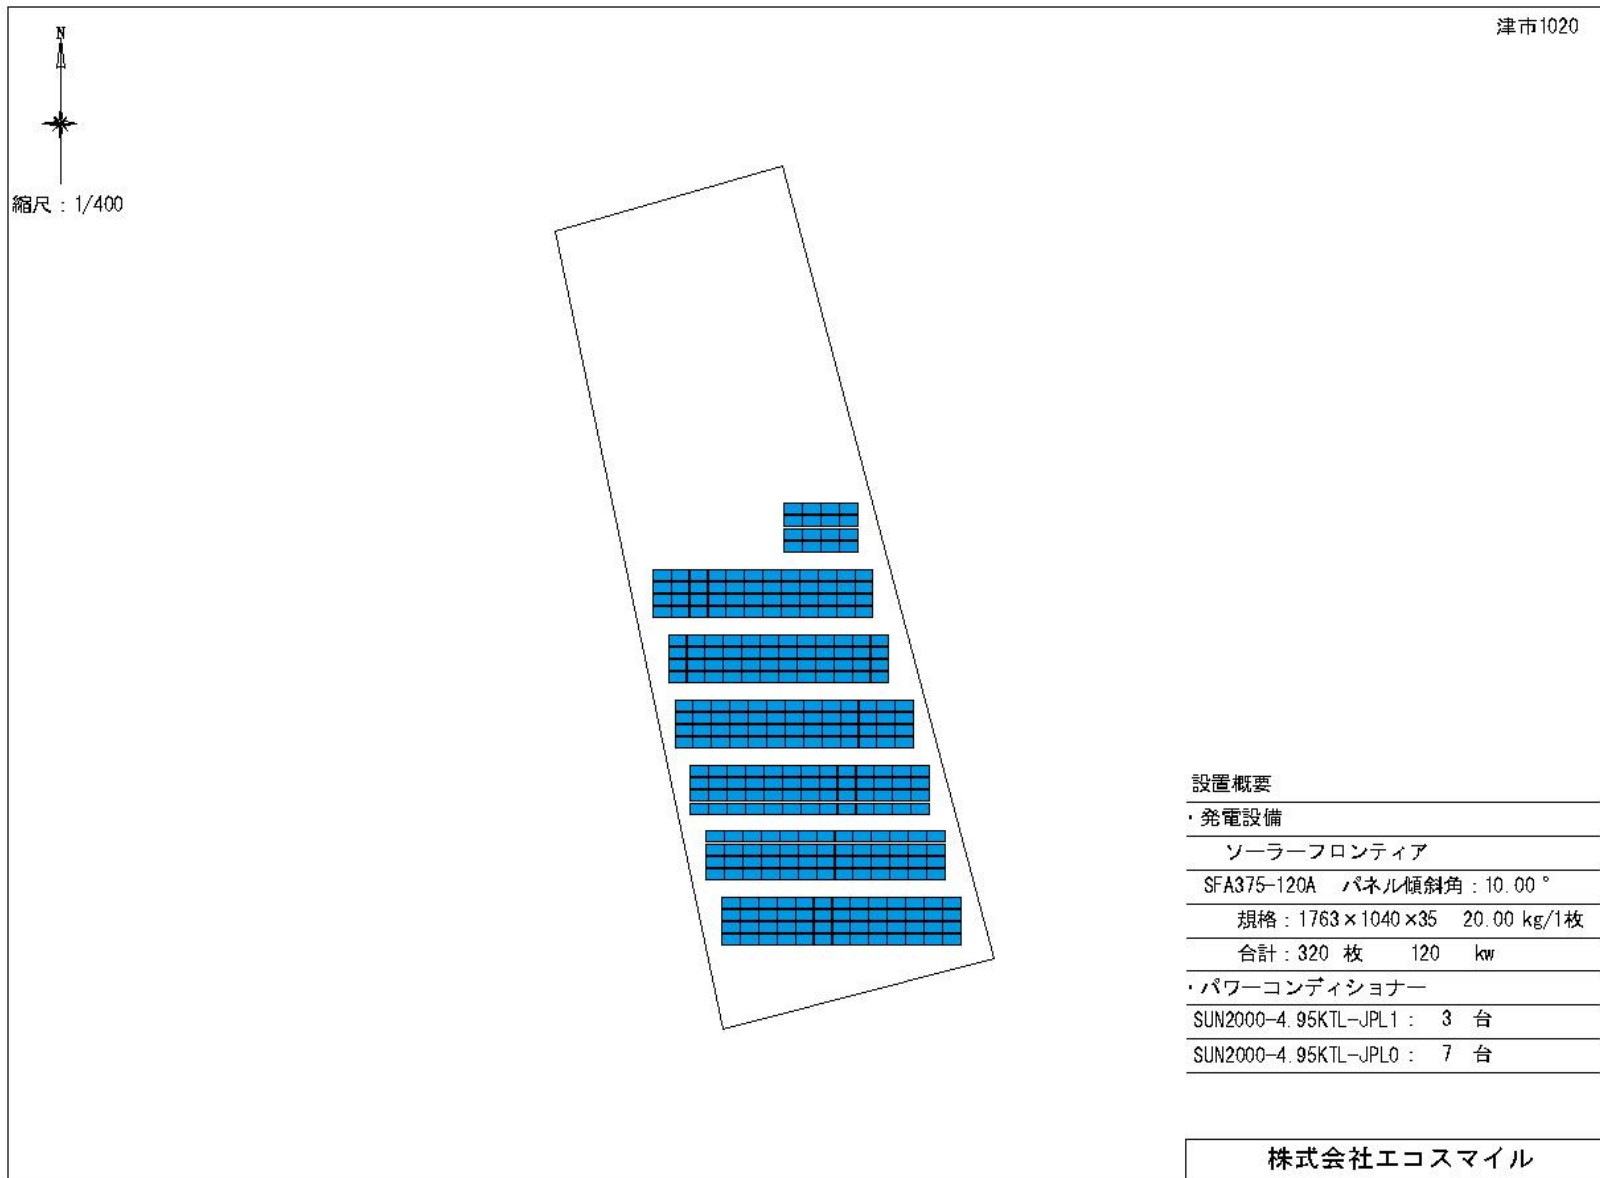 津市1020
N
縮尺：1/400
設置概要
・発電設備
ソーラーフロンティア
SFA375-120A　パネル傾斜角：10.00°
規格：1763×1040×35　20.00 kg/1枚
合計：320 枚　120　kw
・パワーコンディショナー
SUN2000-4.95KTL-JPL1：　3　台
SUN2000-4.95KTL-JPL0：　7　台
株式会社エコスマイル